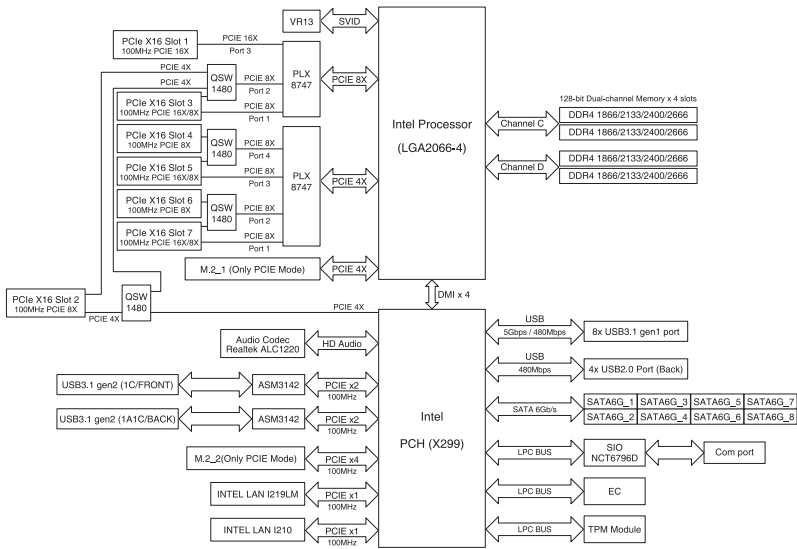 VR13
SVID
PCIe X16 Slot 1
100MHz PCIE 16X
PCIE 16X
Port 3
PCIE 4X
PCIE 4X
QSW
1480
PCIE 8X
Port 2
PLX
8747
PCIE 8X
PCIe X16 Slot 3
100MHz PCIE 16X/8X
PCIE 8X
Port 1
PCIe X16 Slot 4
100MHz PCIE 8X
QSW
1480
PCIE 8X
Port 4
PCIe X16 Slot 5
100MHz PCIE 16X/8X
PCIE 8X
Port 3
PLX
8747
PCIE 4X
PCIe X16 Slot 6
100MHz PCIE 8X
QSW
1480
PCIE 8X
Port 2
PCIe X16 Slot 7
100MHz PCIE 16X/8X
PCIE 8X
Port 1
M.2_1 (Only PCIE Mode)
PCIE 4X
Intel Processor
(LGA2066-4)
128-bit Dual-channel Memory x 4 slots
Channel C
DDR4 1866/2133/2400/2666
DDR4 1866/2133/2400/2666
Channel D
DDR4 1866/2133/2400/2666
DDR4 1866/2133/2400/2666
DMI x 4
PCIe X16 Slot 2
100MHz PCIE 8X
PCIE 4X
QSW
1480
PCIE 4X
Audio Codec
Realtek ALC1220
HD Audio
USB3.1 gen2 (1C/FRONT)
ASM3142
PCIE x2
100MHz
USB3.1 gen2 (1A1C/BACK)
ASM3142
PCIE x2
100MHz
M.2_2(Only PCIE Mode)
PCIE x4
100MHz
INTEL LAN I219LM
PCIE x1
100MHz
INTEL LAN I210
PCIE x1
100MHz
Intel
PCH (X299)
USB
5Gbps / 480Mbps
8x USB3.1 gen1 port
USB
480Mbps
4x USB2.0 Port (Back)
SATA 6Gb/s
SATA6G_1 SATA6G_3 SATA6G_5 SATA6G_7
SATA6G_2 SATA6G_4 SATA6G_6 SATA6G_8
LPC BUS
SIO
NCT6796D
Com port
LPC BUS
EC
LPC BUS
TPM Module